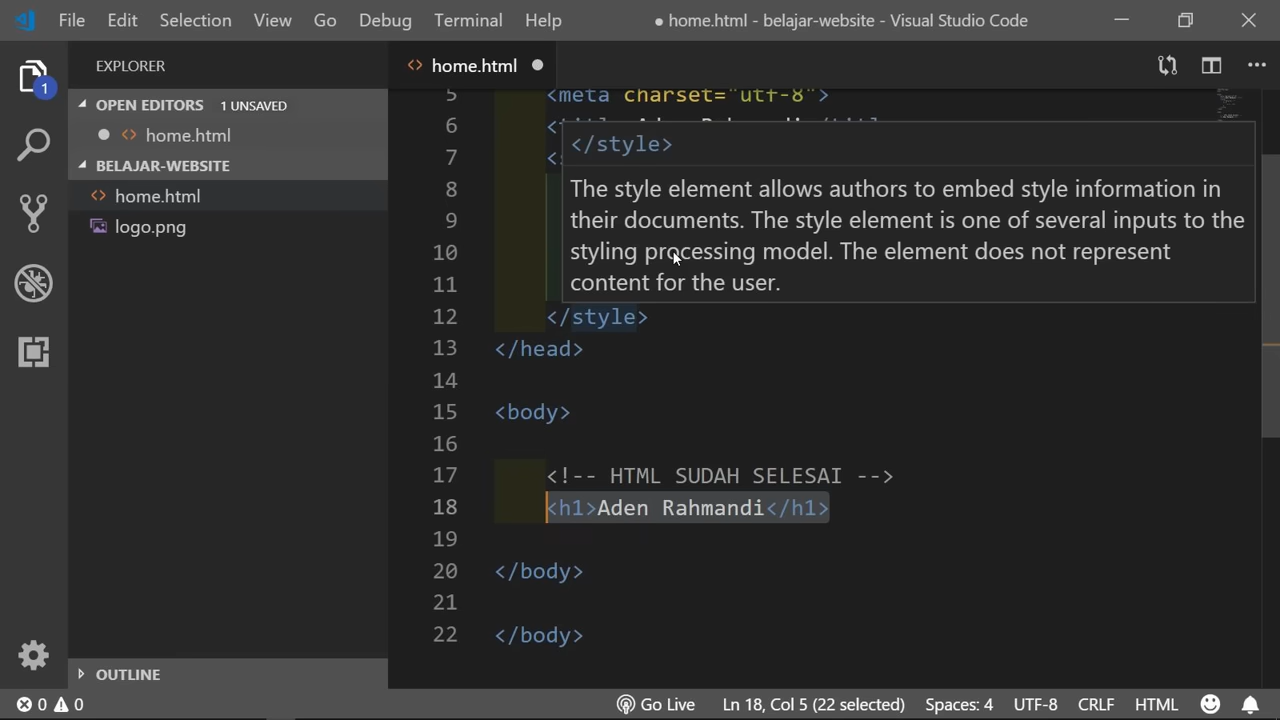 File Edit Selection View Go Debug Terminal Help ● home.html - belajar-website - Visual Studio Code
EXPLORER
1
OPEN EDITORS 1 UNSAVED
home.html
BELAJAR-WEBSITE
home.html
logo.png
OUTLINE
home.html
5 <meta charset="utf-8">
6
7
8
9
10
11
</style>
The style element allows authors to embed style information in
their documents. The style element is one of several inputs to the
styling processing model. The element does not represent
content for the user.
12 </style>
13 </head>
14
15 <body>
16
17 <!-- HTML SUDAH SELESAI -->
18 <h1>Aden Rahmandi</h1>
19
20 </body>
21
22 </body>
0 0 Go Live Ln 18, Col 5 (22 selected) Spaces: 4 UTF-8 CRLF HTML